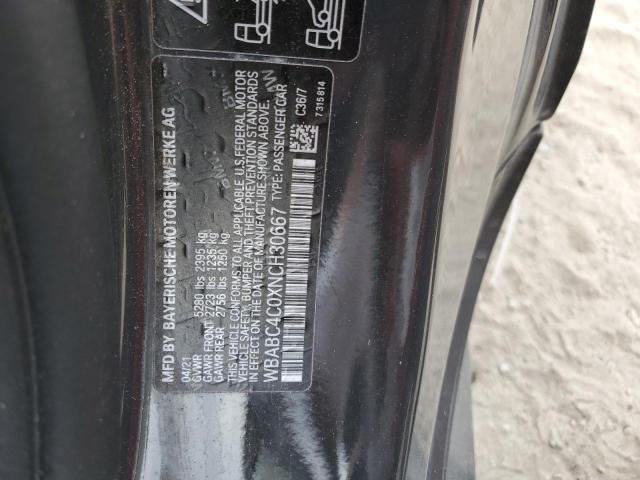 MFD BY BAYERISCHE MOTOREN WERKE AG
04/21
GVWR 5280 lbs 2395 kg
GAWR FRONT 2723 lbs 1235 kg
GAWR REAR 2756 lbs 1250 kg
THIS VEHICLE CONFORMS TO ALL APPLICABLE U.S. FEDERAL MOTOR
VEHICLE SAFETY, BUMPER AND THEFT PREVENTION STANDARDS
IN EFFECT ON THE DATE OF MANUFACTURE SHOWN ABOVE.
WBABC4C0XNCH30667 TYPE: PASSENGER CAR
C36/7
7315814